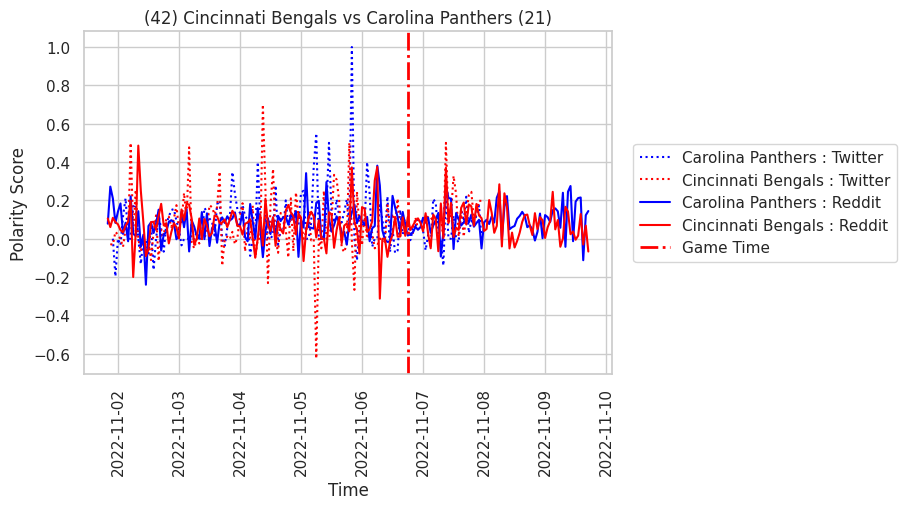 (42) Cincinnati Bengals vs Carolina Panthers (21)
1.0
0.8
0.6
0.4
0.2
0.0
−0.2
−0.4
−0.6
Polarity Score
2022-11-02
2022-11-03
2022-11-04
2022-11-05
2022-11-06
2022-11-07
2022-11-08
2022-11-09
2022-11-10
Time
Carolina Panthers : Twitter
Cincinnati Bengals : Twitter
Carolina Panthers : Reddit
Cincinnati Bengals : Reddit
Game Time